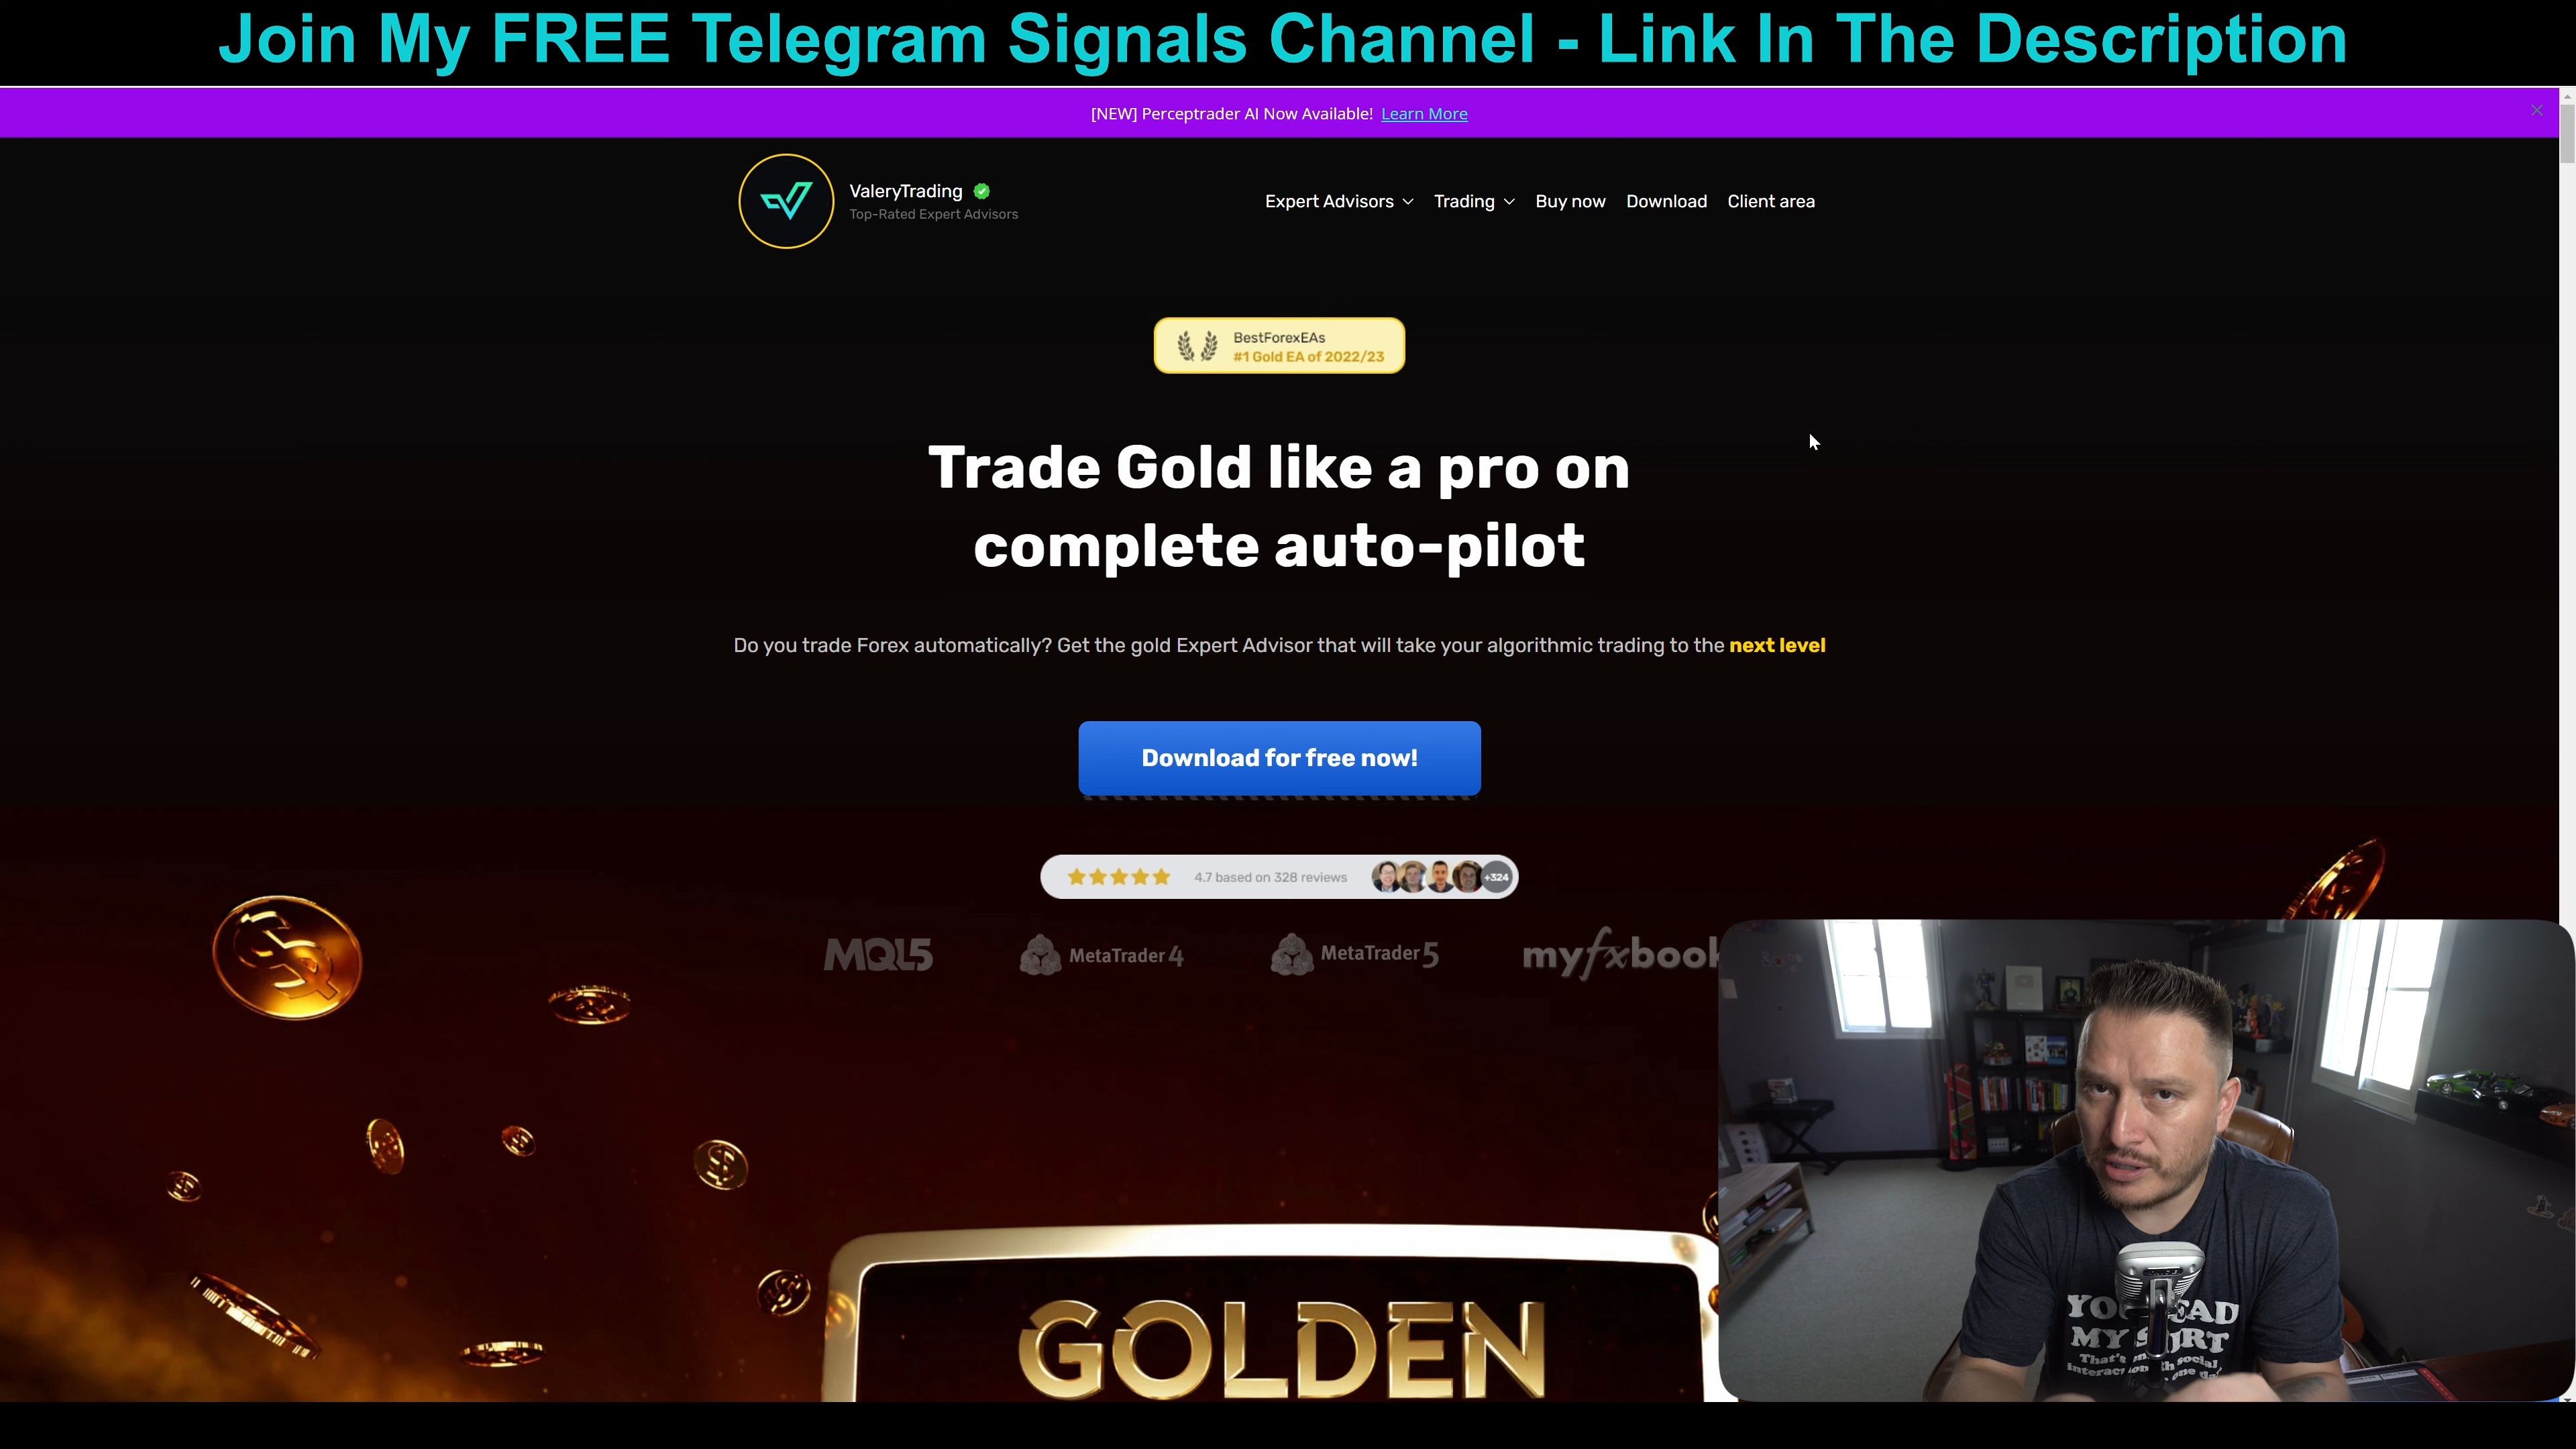 Join My FREE Telegram Signals Channel - Link In The Description
[NEW] Perceptrader AI Now Available! Learn More
ValeryTrading
Top-Rated Expert Advisors
Expert Advisors
Trading
Buy now
Download
Client area
BestForexEAs
#1 Gold EA of 2022/23
Trade Gold like a pro on
complete auto-pilot
Do you trade Forex automatically? Get the gold Expert Advisor that will take your algorithmic trading to the next level
Download for free now!
4.7 based on 328 reviews
+324
MQL5
MetaTrader 4
MetaTrader 5
myfxbook
GOLDEN
MY
That's
social